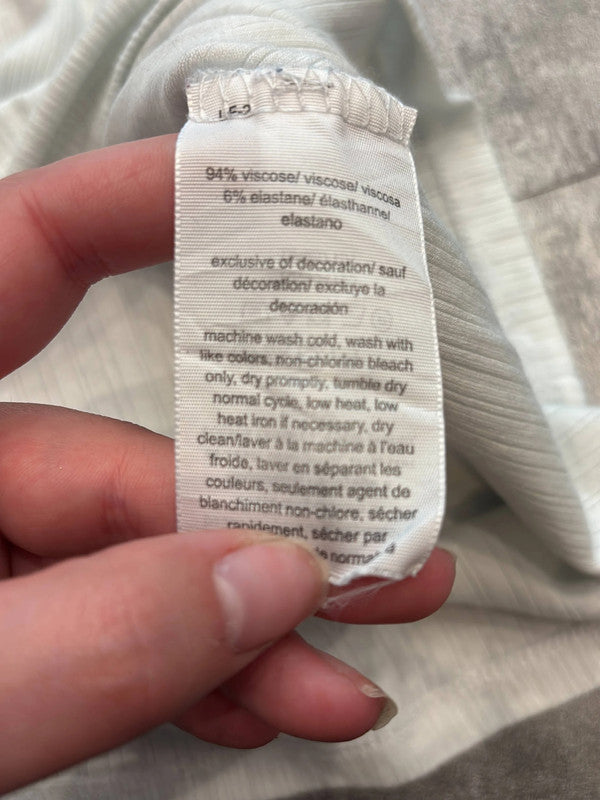 94% viscose/ viscose/ viscosa
6% elastane/ élasthanne/
elastano
exclusive of decoration/ sauf
décoration/ excluye la
decoración
machine wash cold, wash with
like colors, non-chlorine bleach
only, dry promptly, tumble dry
normal cycle, low heat, low
heat iron if necessary, dry
clean/laver à la machine à l'eau
froide, laver en séparant les
couleurs, seulement agent de
blanchiment non-chlore, sécher
rapidement, sécher par